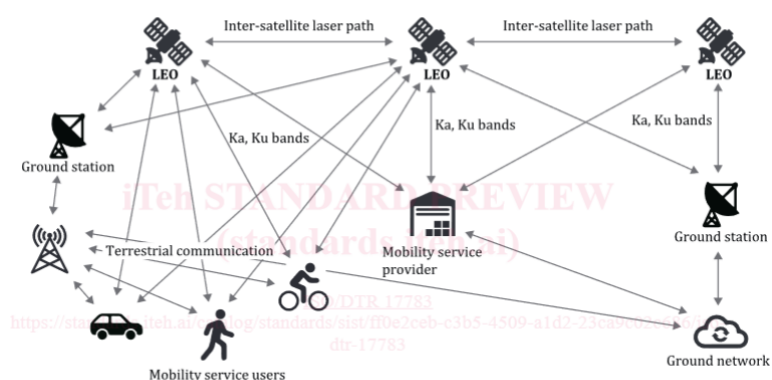 Inter-satellite laser path
Inter-satellite laser path
LEO
LEO
LEO
Ka, Ku bands
Ka, Ku bands
Ka, Ku bands
Ground station
iTeh STANDARD PREVIEW
(standards.iteh.ai)
Ground station
Terrestrial communication
Mobility service
provider
/DTR 17783
dtr-17783
Mobility service users
Ground network